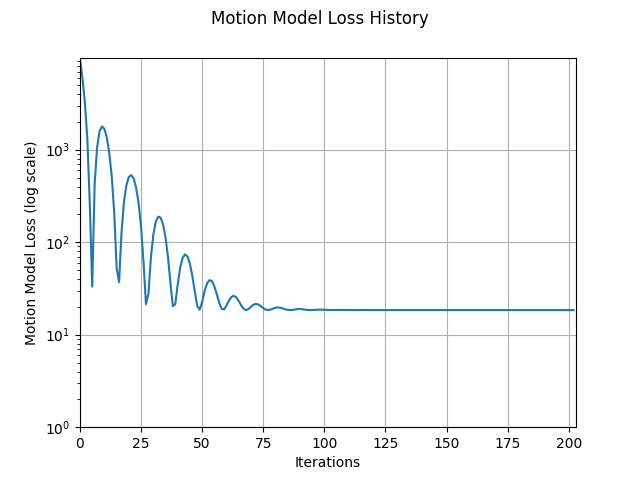 Motion Model Loss History
Motion Model Loss (log scale)
10³
10²
10¹
10⁰
0 25 50 75 100 125 150 175 200
Iterations